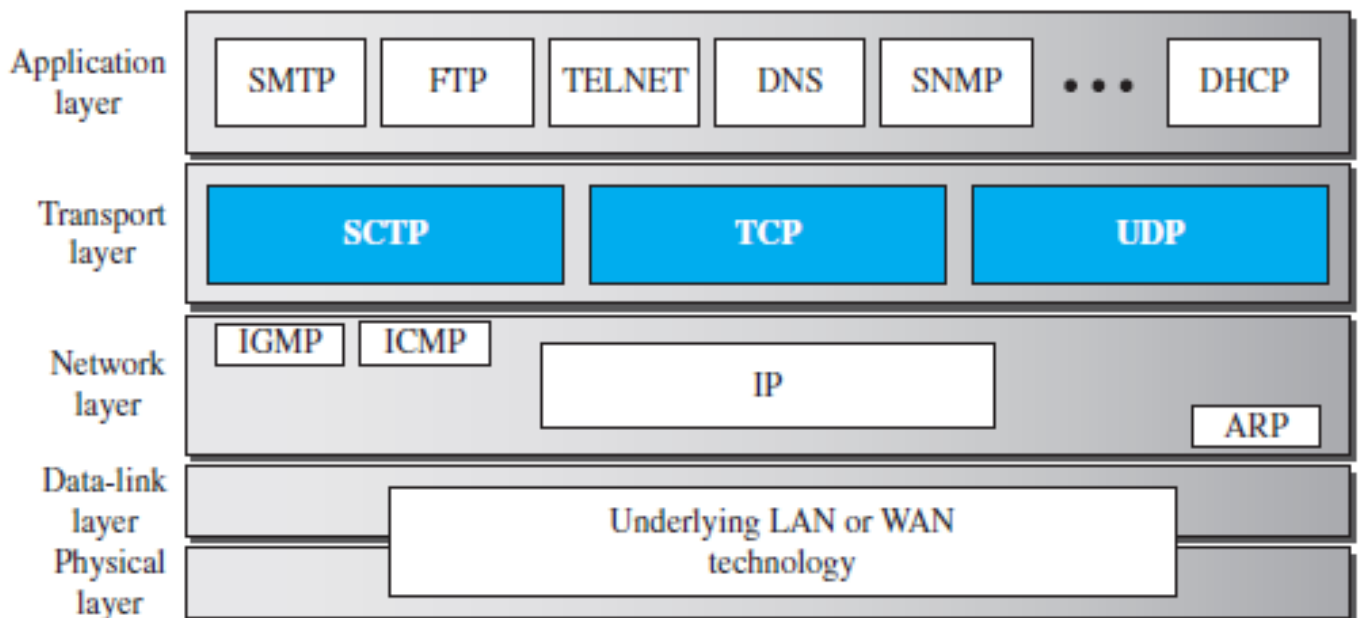 Application
layer
SMTP FTP TELNET DNS SNMP • • • DHCP
Transport
layer
SCTP TCP UDP
Network
layer
IGMP ICMP
IP
ARP
Data-link
layer
Physical
layer
Underlying LAN or WAN
technology